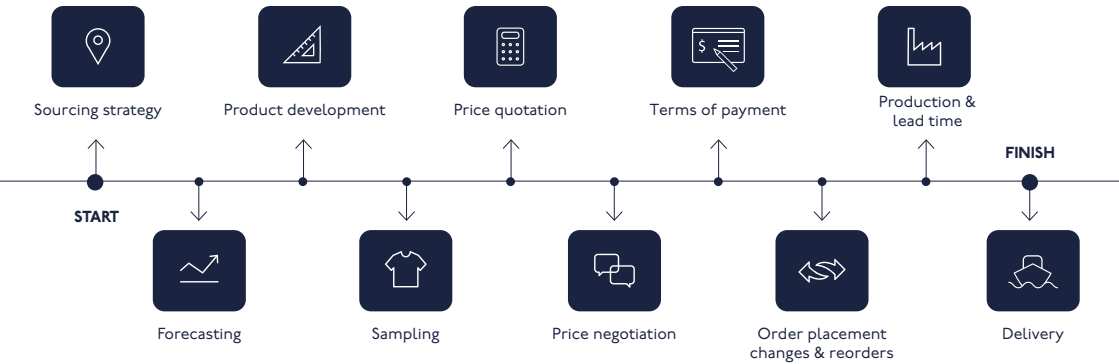 $
Sourcing strategy
Product development
Price quotation
Terms of payment
Production &
lead time
FINISH
START
Forecasting
Sampling
Price negotiation
Order placement
changes & reorders
Delivery